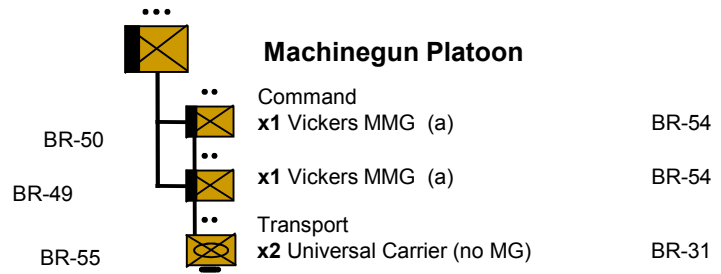 Machinegun Platoon
Command
BR-50 x1 Vickers MMG (a) BR-54
BR-49 x1 Vickers MMG (a) BR-54
Transport
BR-55 x2 Universal Carrier (no MG) BR-31